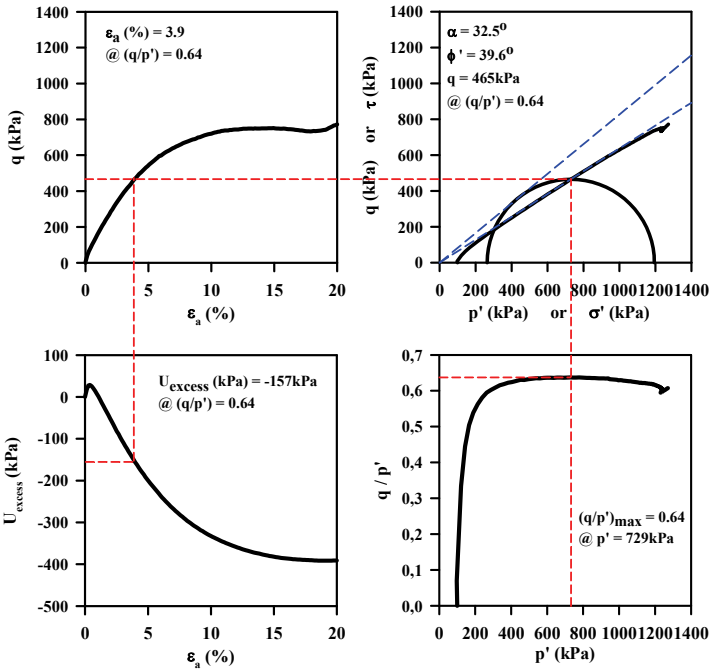 1400
1200
1000
800
600
400
200
0
q (kPa)
εa (%) = 3.9
@ (q/p') = 0.64
0 5 10 15 20
εa (%)
1400
1200
1000
800
600
400
200
0
q (kPa) or τ (kPa)
α = 32.5o
ϕ' = 39.6o
q = 465kPa
@ (q/p') = 0.64
0 200 400 600 800 1000 1200 1400
p' (kPa) or σ' (kPa)
100
0
-100
-200
-300
-400
-500
Uexcess (kPa)
Uexcess (kPa) = -157kPa
@ (q/p') = 0.64
0 5 10 15 20
εa (%)
0,7
0,6
0,5
0,4
0,3
0,2
0,1
0,0
q / p'
(q/p')max = 0.64
@ p' = 729kPa
0 200 400 600 800 1000 1200 1400
p' (kPa)